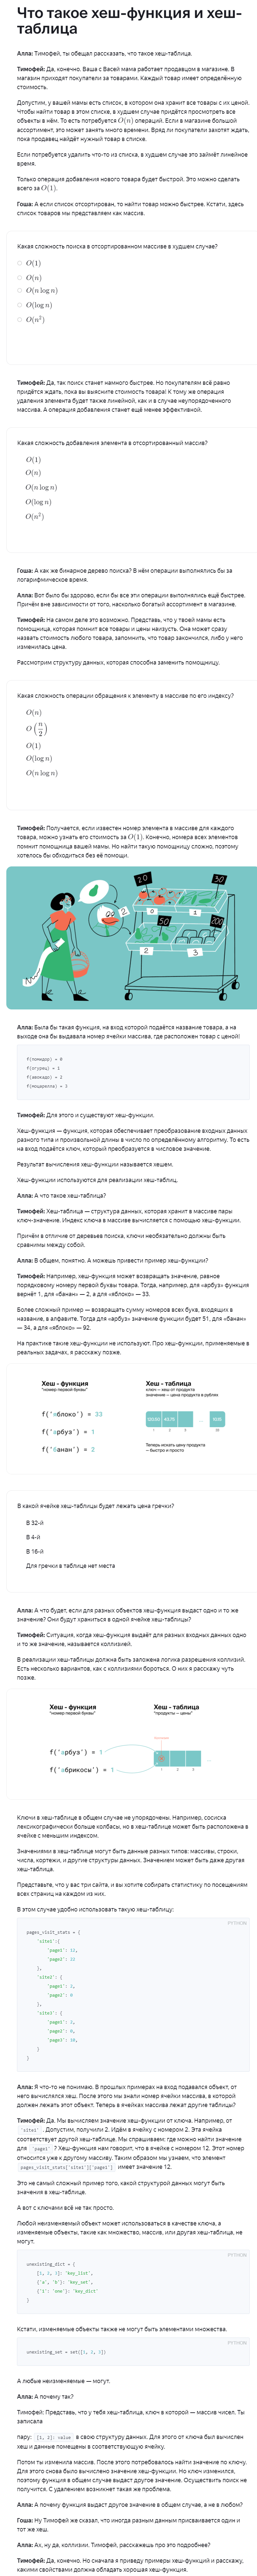 Что такое хеш-функция и хеш-
таблица
Алла: Тимофей, ты обещал рассказать, что такое хеш-таблица.
Тимофей: Да, конечно. Ваша с Васей мама работает продавцом в магазине. В
магазин приходят покупатели за товарами. Каждый товар имеет определённую
стоимость.
Допустим, у вашей мамы есть список, в котором она хранит все товары с их ценой.
Чтобы найти товар в этом списке, в худшем случае придётся просмотреть все
объекты в нём. То есть потребуется O(n) операций. Если в магазине большой
ассортимент, это может занять много времени. Вряд ли покупатели захотят ждать,
пока продавец найдёт нужный товар в списке.
Если потребуется удалить что-то из списка, в худшем случае это займёт линейное
время.
Только операция добавления нового товара будет быстрой. Это можно сделать
всего за O(1).
Гоша: А если список отсортирован, то найти товар можно быстрее. Кстати, здесь
список товаров мы представляем как массив.
Какая сложность поиска в отсортированном массиве в худшем случае?
O(1)
O(n)
O(n log n)
O(log n)
O(n²)
Тимофей: Да, так поиск станет намного быстрее. Но покупателям всё равно
придётся ждать, пока вы выясните стоимость товара! К тому же операция
удаления элемента будет также линейной, как и в случае неупорядоченного
массива. А операция добавления станет ещё менее эффективной.
Какая сложность добавления элемента в отсортированный массив?
O(1)
O(n)
O(n log n)
O(log n)
O(n²)
Гоша: А как же бинарное дерево поиска? В нём операции выполнялись бы за
логарифмическое время.
Алла: Вот было бы здорово, если бы все эти операции выполнялись ещё быстрее.
Причём вне зависимости от того, насколько богатый ассортимент в магазине.
Тимофей: На самом деле это возможно. Представь, что у твоей мамы есть
помощница, которая помнит все товары и цены наизусть. Она может сразу
назвать стоимость любого товара, запомнить, что товар закончился, либо у него
изменилась цена.
Рассмотрим структуру данных, которая способна заменить помощницу.
Какая сложность операции обращения к элементу в массиве по его индексу?
O(n)
O(n/2)
O(1)
O(log n)
O(n log n)
Тимофей: Получается, если известен номер элемента в массиве для каждого
товара, можно узнать его стоимость за O(1). Конечно, номера всех элементов
помнит помощница вашей мамы. Но найти такую помощницу сложно, поэтому
хотелось бы обходиться без её помощи.
0
1
2
3
Алла: Была бы такая функция, на вход которой подаётся название товара, а на
выходе она бы выдавала номер ячейки массива, где расположен товар с ценой!
f(помидор) = 0
f(огурец) = 1
f(авокадо) = 2
f(моцарелла) = 3
Тимофей: Для этого и существуют хеш-функции.
Хеш-функция — функция, которая обеспечивает преобразование входных данных
разного типа и произвольной длины в число по определённому алгоритму. То есть
на вход подаётся ключ, который преобразуется в числовое значение.
Результат вычисления хеш-функции называется хешем.
Хеш-функции используются для реализации хеш-таблиц.
Алла: А что такое хеш-таблица?
Тимофей: Хеш-таблица — структура данных, которая хранит в массиве пары
ключ-значение. Индекс ключа в массиве вычисляется с помощью хеш-функции.
Причём в отличие от деревьев поиска, ключи необязательно должны быть
сравнимы между собой.
Алла: В общем, понятно. А можешь привести пример хеш-функции?
Тимофей: Например, хеш-функция может возвращать значение, равное
порядковому номеру первой буквы товара. Тогда, например, для «арбуз» функция
вернёт 1, для «банан» — 2, а для «яблоко» — 33.
Более сложный пример — возвращать сумму номеров всех букв, входящих в
название, в алфавите. Тогда для «арбуз» значение функции будет 51, для «банан»
— 34, а для «яблоко» — 92.
На практике такие хеш-функции не используют. Про хеш-функции, применяемые в
реальных задачах, я расскажу позже.
Хеш - функция
"номер первой буквы"
f('яблоко') = 33
f('арбуз') = 1
f('банан') = 2
Хеш - таблица
ключ — хеш от продукта
значение — цена продукта в рублях
1
2
3
33
Теперь искать цену продукта
— быстро и просто
В какой ячейке хеш-таблицы будет лежать цена гречки?
В 32-й
В 4-й
В 16-й
Для гречки в таблице нет места
Алла: А что будет, если для разных объектов хеш-функция выдаст одно и то же
значение? Они будут храниться в одной ячейке хеш-таблицы?
Тимофей: Ситуация, когда хеш-функция выдаёт для разных входных данных одно
и то же значение, называется коллизией.
В реализации хеш-таблицы должна быть заложена логика разрешения коллизий.
Есть несколько вариантов, как с коллизиями бороться. О них я расскажу чуть
позже.
Хеш - функция
"номер первой буквы"
f('арбуз') = 1
f('абрикосы') = 1
Хеш - таблица
"продукты — цены"
1
2
3
Ключи в хеш-таблице в общем случае не упорядочены. Например, сосиска
лексикографически больше колбасы, но в хеш-таблице может быть расположена в
ячейке с меньшим индексом.
Значениями в хеш-таблице могут быть данные разных типов: массивы, строки,
числа, кортежи, и другие структуры данных. Значением может быть даже другая
хеш-таблица.
Представьте, что у вас три сайта, и вы хотите собирать статистику по посещениям
всех страниц на каждом из них.
В этом случае удобно использовать такую хеш-таблицу:
PYTHON
pages_visit_stats = {
'site1':{
'page1': 12,
'page2': 23
},
'site2': {
'page1': 2,
'page2': 8
},
'site3': {
'page1': 2,
'page2': 0,
'page3': 10,
}
}
Алла: Я что-то не понимаю. В прошлых примерах на вход подавался объект, от
него вычислялся хеш. После этого мы знали номер ячейки массива, в которой
должен лежать этот объект. Теперь в ячейках массива лежат другие таблицы?
Тимофей: Да. Мы вычисляем значение хеш-функции от ключа. Например, от
'site1' . Допустим, получили 2. Идём в ячейку с номером 2. Эта ячейка
соответствует другой хеш-таблице. Мы спрашиваем: где можно найти значение
для 'page1' ? Хеш-функция нам говорит, что в ячейке с номером 12. Этот номер
относится уже к другому массиву. Таким образом мы узнаем, что элемент
pages_visit_stats['site1']['page1'] имеет значение 12.
Это не самый сложный пример того, какой структурой данных могут быть
значения в хеш-таблице.
А вот с ключами всё не так просто.
Любой неизменяемый объект может использоваться в качестве ключа, а
изменяемые объекты, такие как множество, массив, или другая хеш-таблица, не
могут.
PYTHON
unexisting_dict = {
[1, 2, 3]: 'key_list',
{'a', 'b'}: 'key_set',
{'1': 'one'}: 'key_dict'
}
Кстати, изменяемые объекты также не могут быть элементами множества.
PYTHON
unexisting_set = set([1, 2, 3])
А любые неизменяемые — могут.
Алла: А почему так?
Тимофей: Представь, что у тебя хеш-таблица, ключ в которой — массив чисел. Ты
записала
пару: [1, 2]: value в свою структуру данных. Для этого от ключа был вычислен
хеш и данные помещены в соответствующую ячейку.
Потом ты изменила массив. После этого потребовалось найти значение по ключу.
Для этого снова было вычислено значение хеш-функции. Но ключ изменился,
поэтому функция в общем случае выдаст другое значение. Осуществить поиск не
получится. С удалением возникнет такая же проблема.
Алла: А почему функция выдаст другое значение в общем случае, а не в любом?
Гоша: Ну Тимофей же сказал, что иногда разным данным присваивается один и
тот же хеш.
Алла: Ах, ну да, коллизии. Тимофей, расскажешь про это подробнее?
Тимофей: Да, конечно. Но сначала я приведу примеры хеш-функций и расскажу,
какими свойствами должна обладать хорошая хеш-функция.